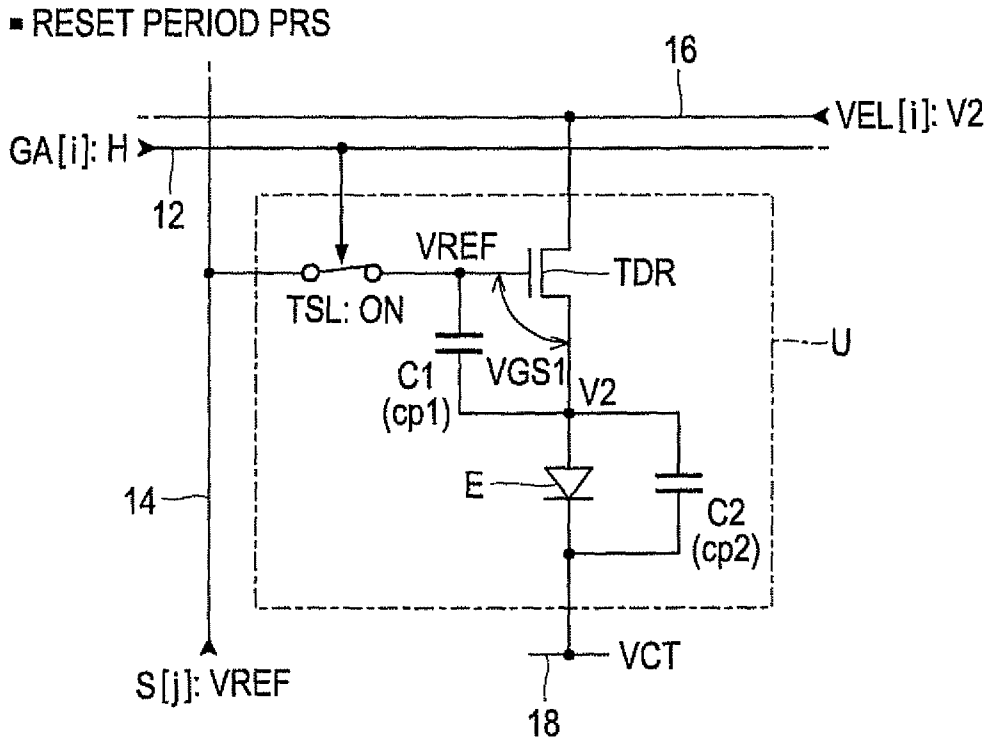 ■ RESET PERIOD PRS
16
VEL[i]: V2
GA[i]: H
12
VREF
TDR
TSL: ON
U
C1
(cp1)
VGS1
V2
E
14
C2
(cp2)
VCT
S[j]: VREF
18